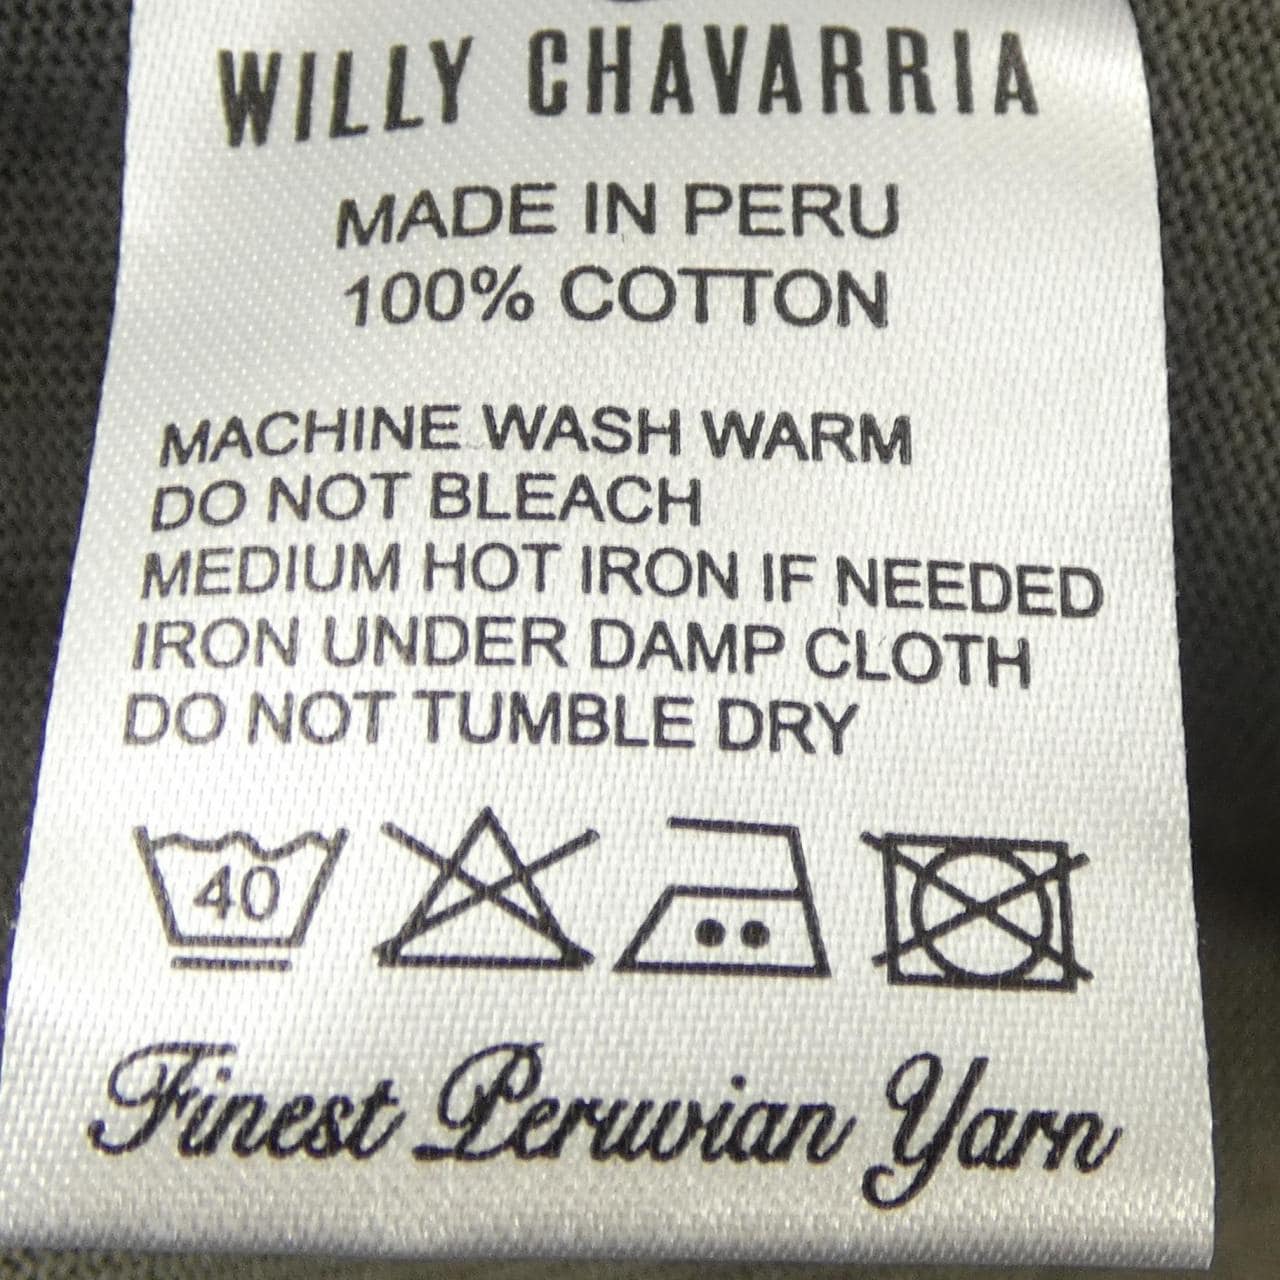 WILLY CHAVARRIA
MADE IN PERU
100% COTTON
MACHINE WASH WARM
DO NOT BLEACH
MEDIUM HOT IRON IF NEEDED
IRON UNDER DAMP CLOTH
DO NOT TUMBLE DRY
40
Finest Peruvian Yarn